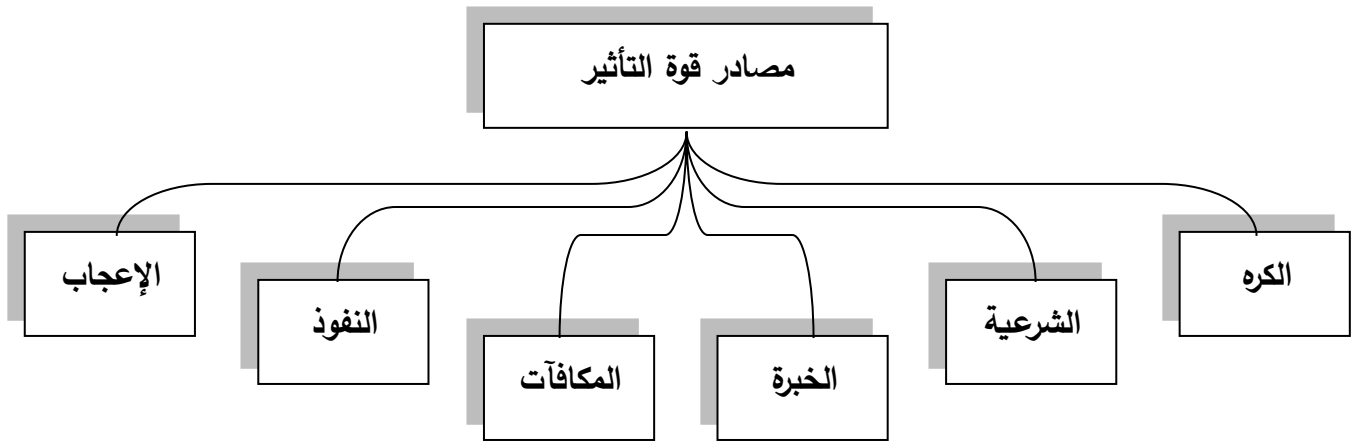 مصادر قوة التأثير
الكره
الشرعية
الخبرة
المكافآت
النفوذ
الإعجاب